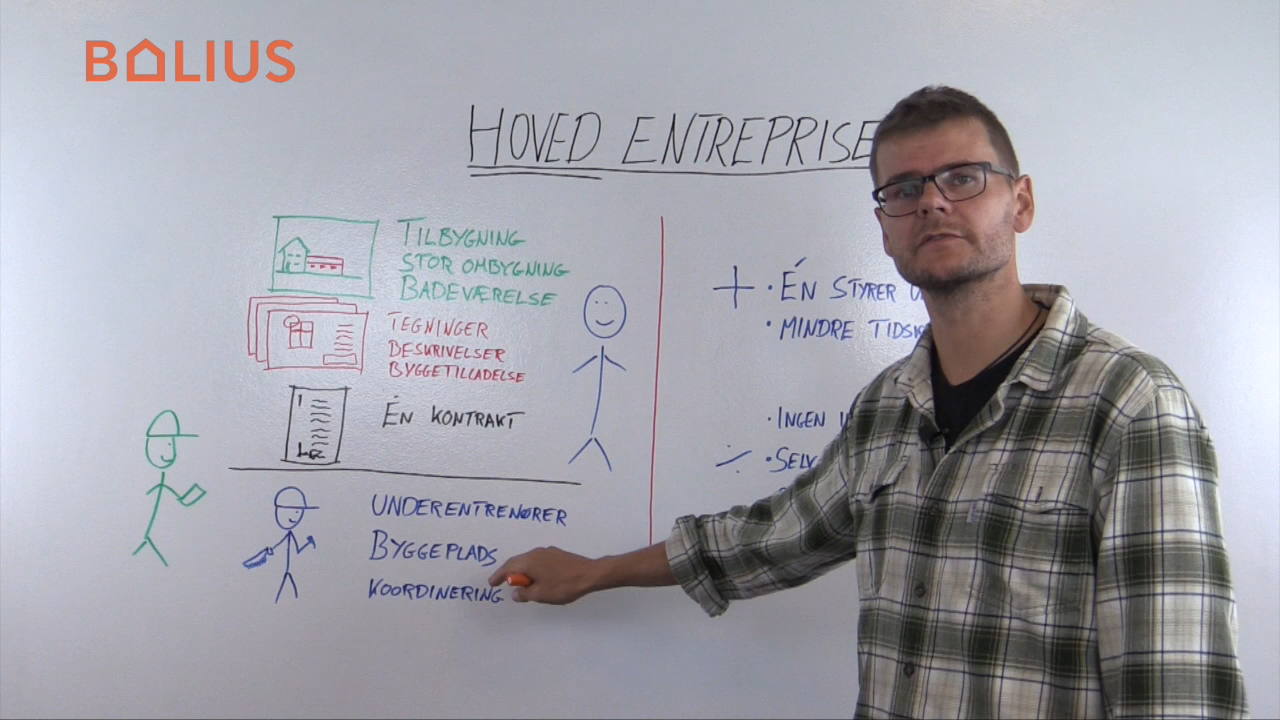 BOLIUS
HOVED ENTREPRISE
TILBYGNING
STOR OMBYGNING
BADEVÆRELSE
TEGNINGER
BESKRIVELSER
BYGGETILLADELSE
ÉN KONTRAKT
UNDERENTRENØRER
BYGGEPLADS
KOORDINERING
+ · ÉN STYRER
· MINDRE
· INGEN
÷ · SELV